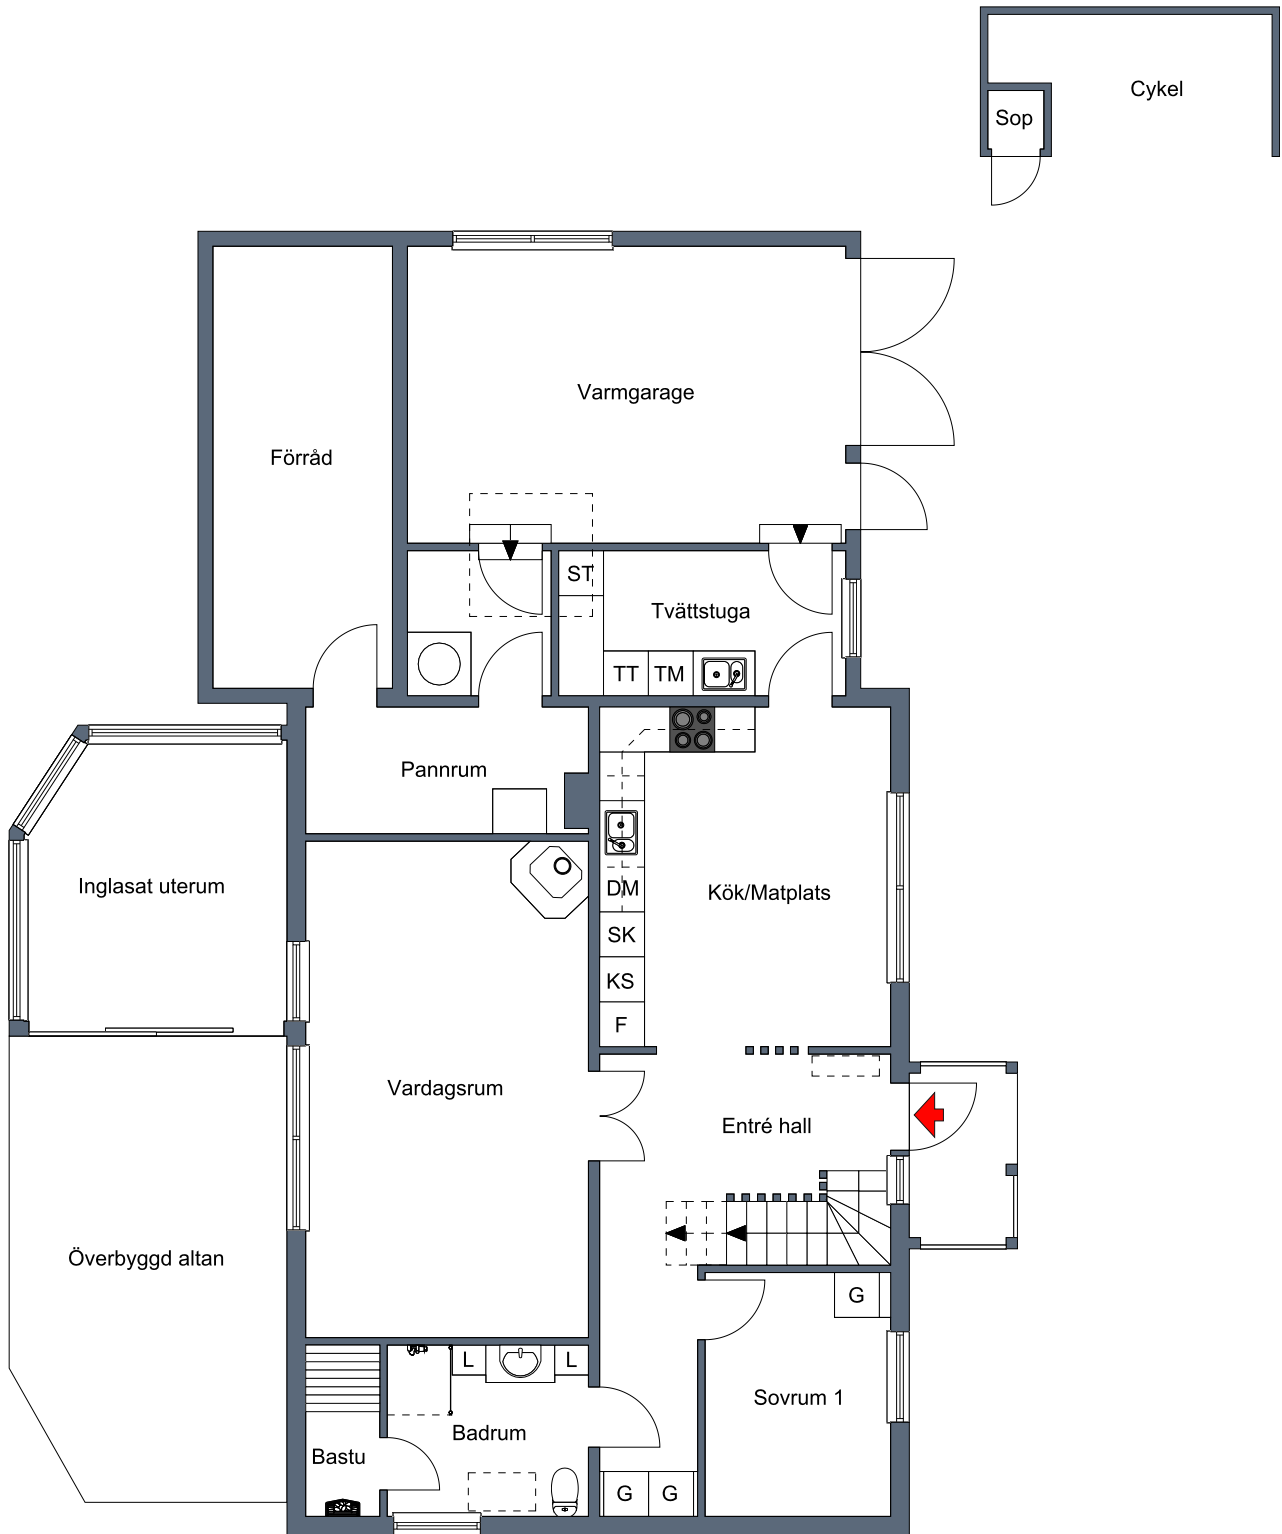 Cykel
Sop
Varmgarage
Förråd
ST
Tvättstuga
TT
TM
Pannrum
Inglasat uterum
DM
Kök/Matplats
SK
KS
F
Vardagsrum
Entré hall
Överbyggd altan
G
L
L
Sovrum 1
Badrum
Bastu
G
G